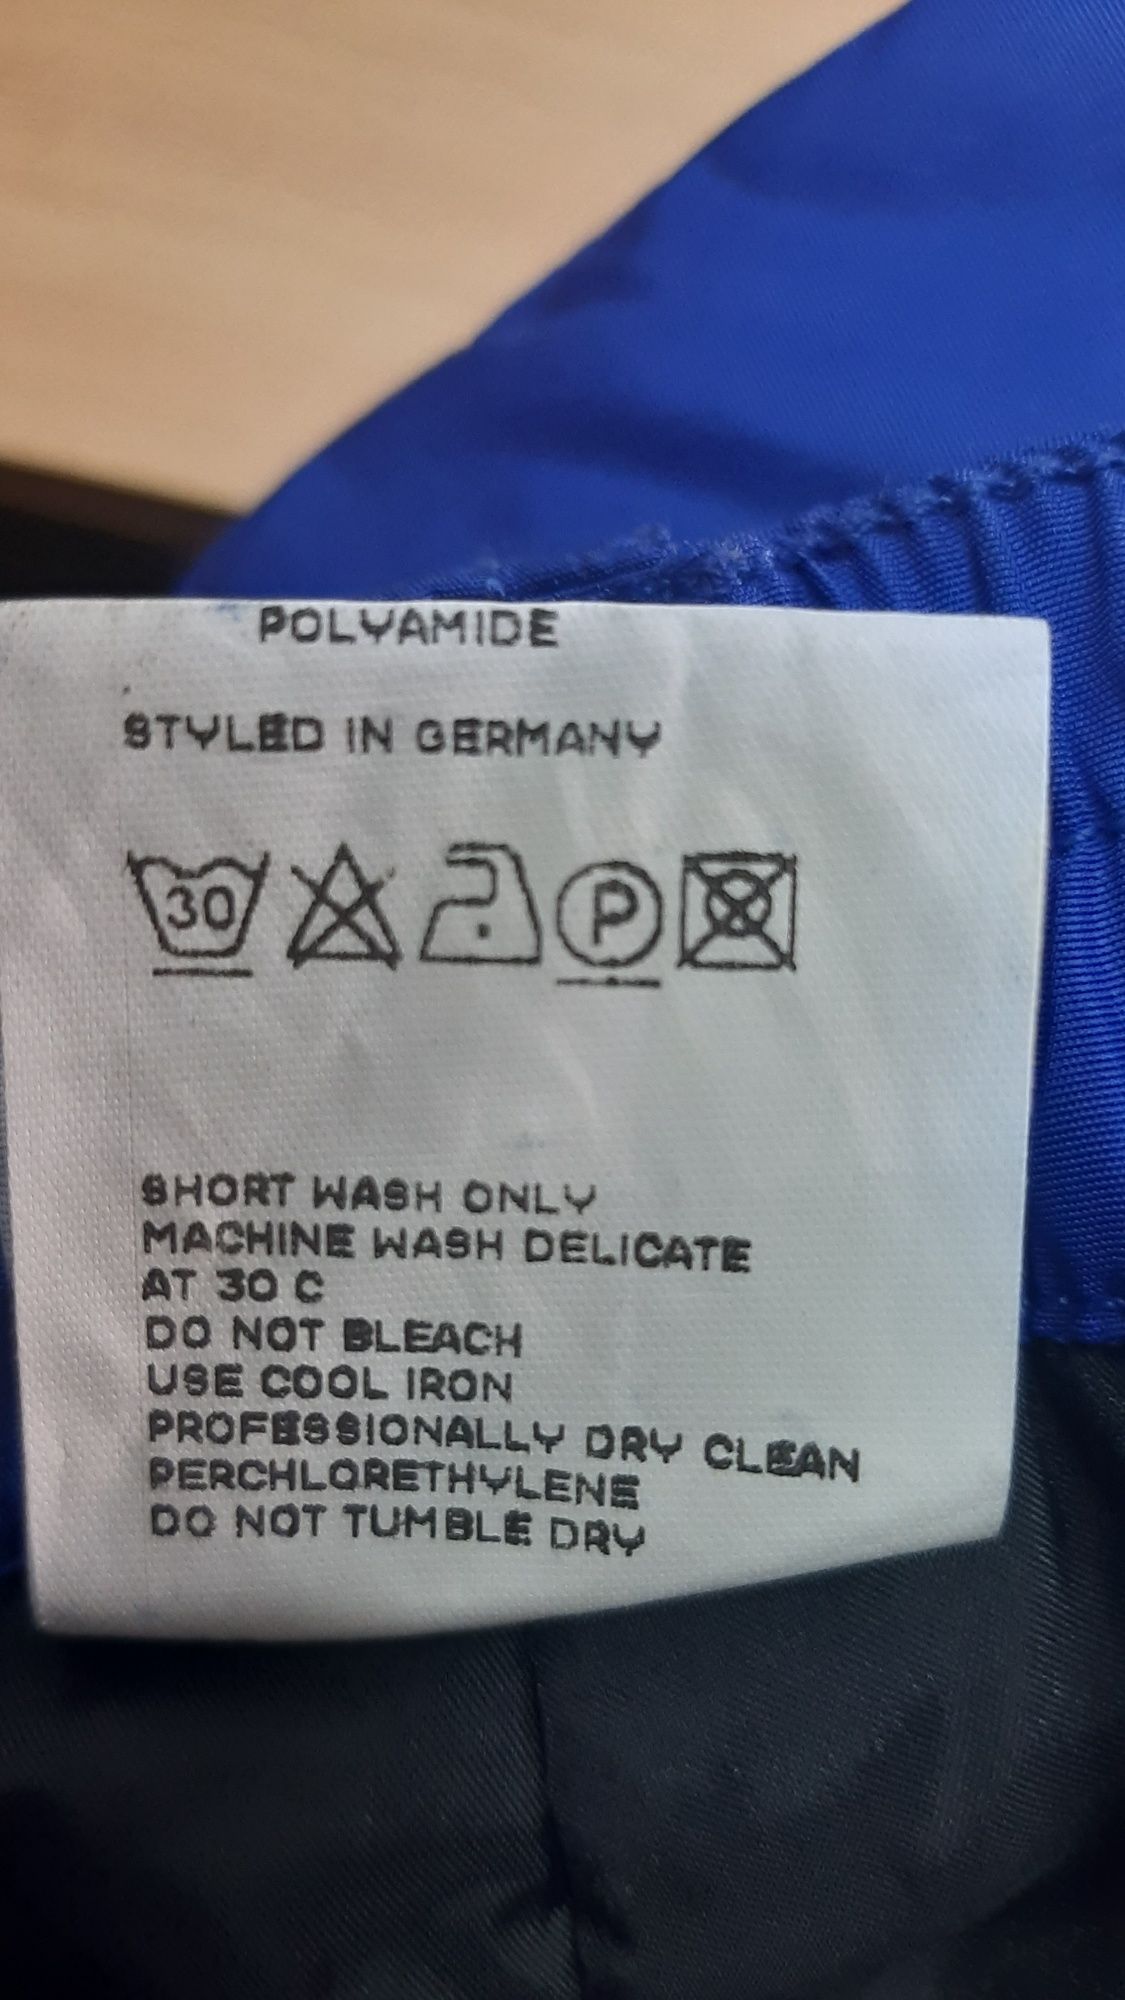 POLYAMIDE
STYLED IN GERMANY
30 P
SHORT WASH ONLY
MACHINE WASH DELICATE
AT 30 C
DO NOT BLEACH
USE COOL IRON
PROFESSIONALLY DRY CLEAN
PERCHLORETHYLENE
DO NOT TUMBLE DRY